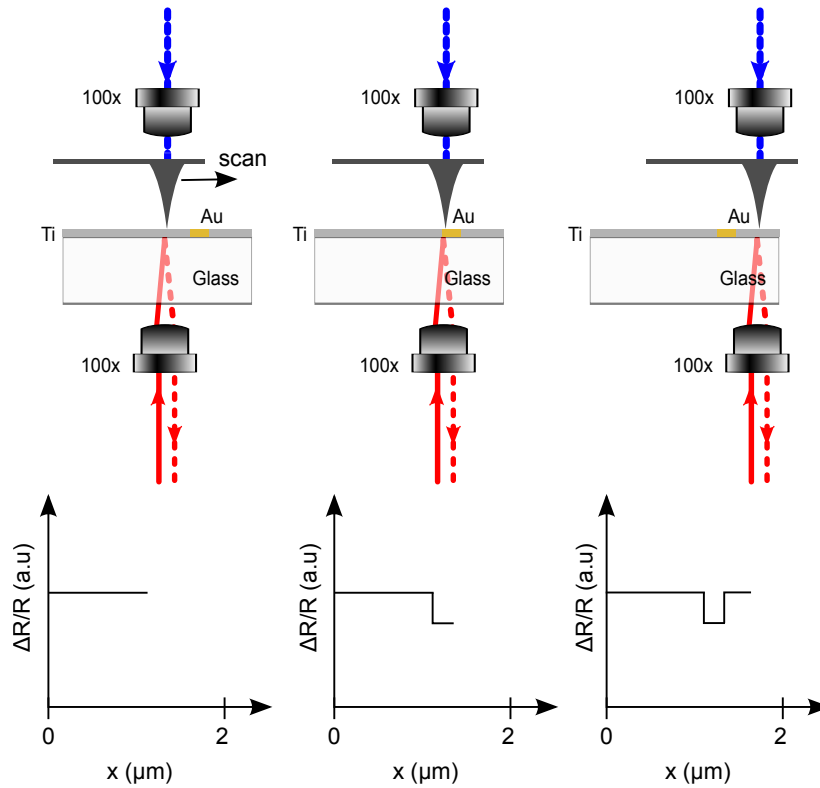 100x
100x
100x
scan
Au
Au
Au
Ti
Ti
Ti
Glass
Glass
Glass
100x
100x
100x
ΔR/R (a.u)
ΔR/R (a.u)
ΔR/R (a.u)
0
2
0
2
0
2
x (μm)
x (μm)
x (μm)